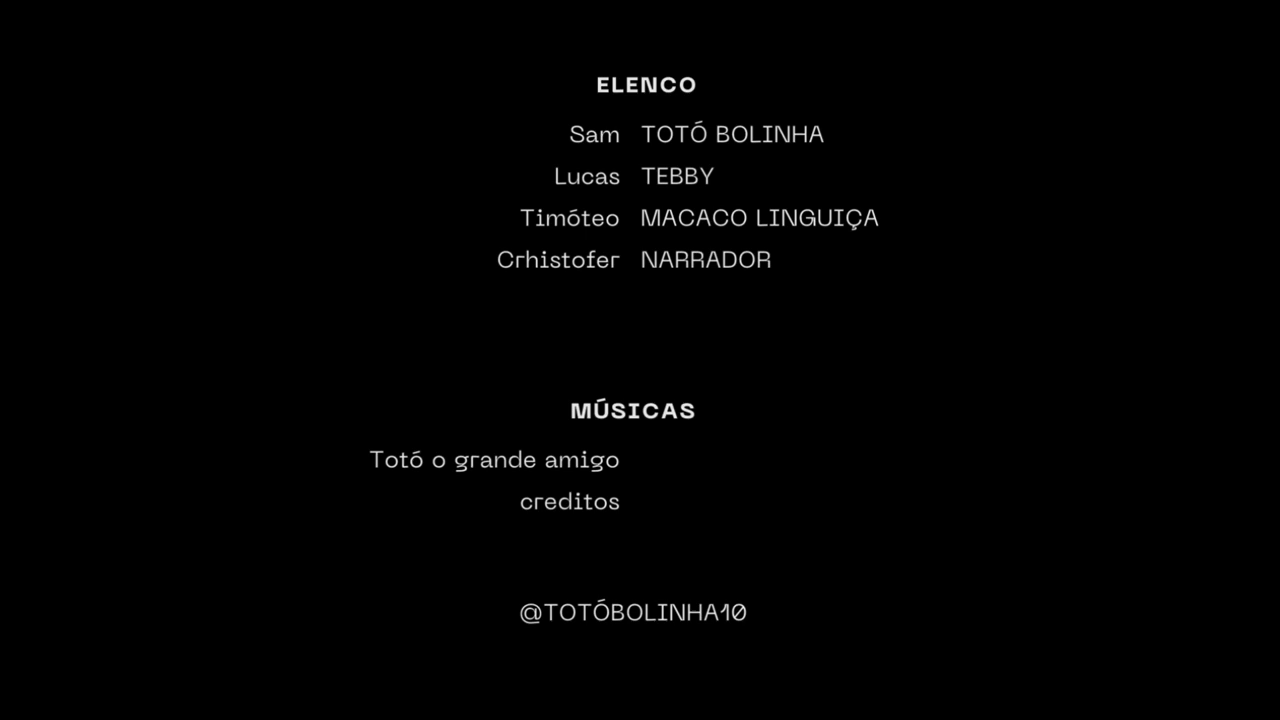 ELENCO
Sam TOTÓ BOLINHA
Lucas TEBBY
Timóteo MACACO LINGUIÇA
Crhistofer NARRADOR
MÚSICAS
Totó o grande amigo
creditos
@TOTÓBOLINHA10